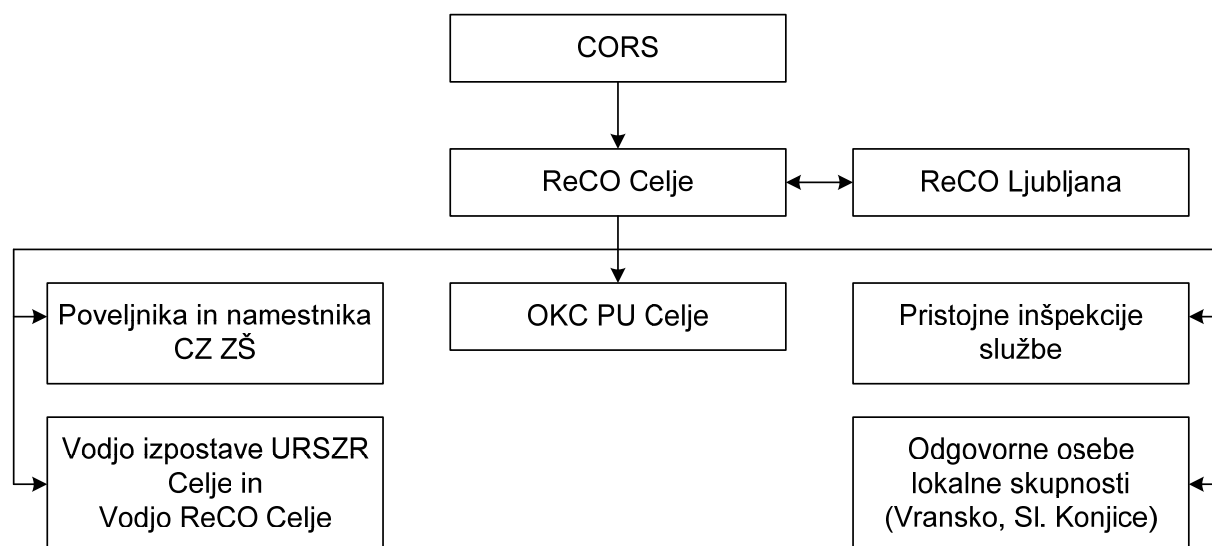 CORS
ReCO Celje
ReCO Ljubljana
Poveljnika in namestnika
CZ ZŠ
OKC PU Celje
Pristojne inšpekcije
službe
Vodjo izpostave URSZR
Celje in
Vodjo ReCO Celje
Odgovorne osebe
lokalne skupnosti
(Vransko, Sl. Konjice)